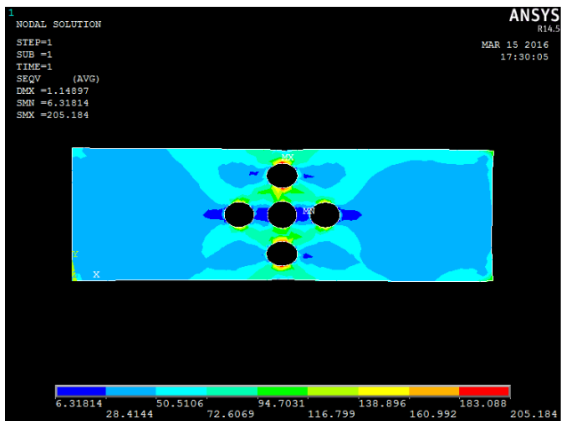 1
NODAL SOLUTION
STEP=1
SUB =1
TIME=1
SEQV (AVG)
DMX =1.14897
SMN =6.31814
SMX =205.184
ANSYS
R14.5
MAR 15 2016
17:30:05
MX
MN
Y
X
6.31814 50.5106 94.7031 138.896 183.088
28.4144 72.6069 116.799 160.992 205.184